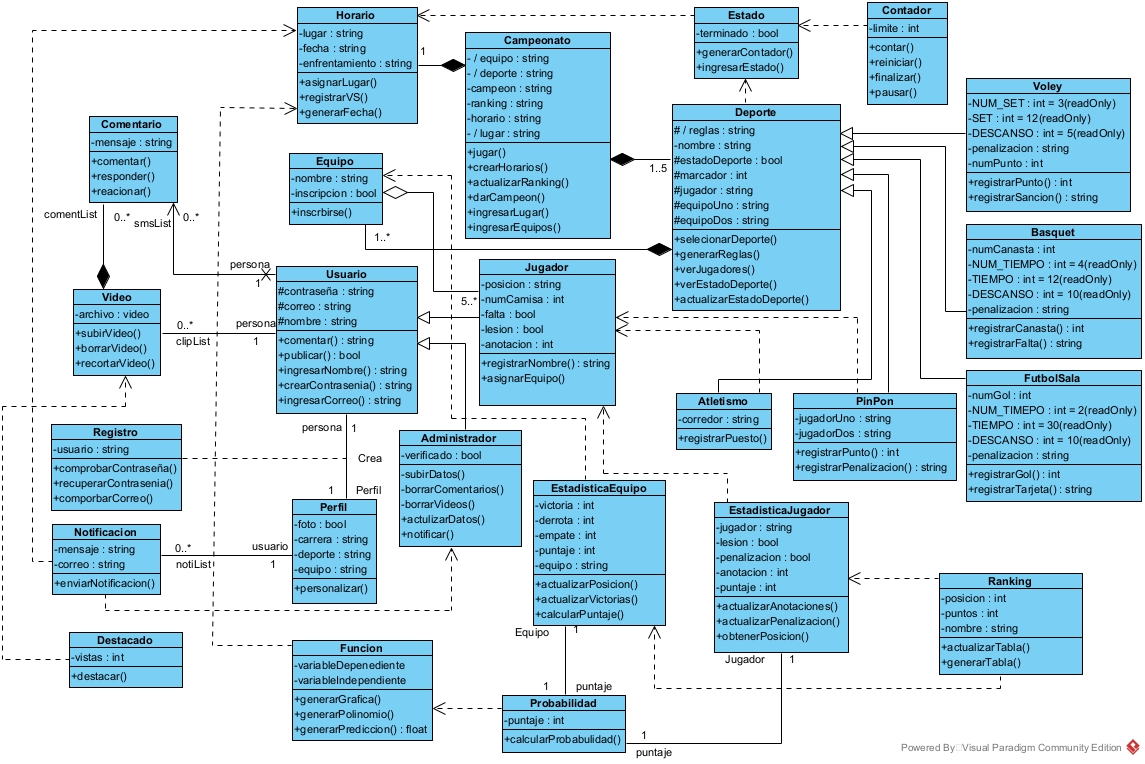 Horario
-lugar : string
-fecha : string
-enfrentamiento : string
+asignarLugar()
+registrarVS()
+generarFecha()
1
Campeonato
- / equipo : string
- / deporte : string
-campeon : string
-ranking : string
-horario : string
- / lugar : string
+jugar()
+crearHorarios()
+actualizarRanking()
+darCampeon()
+ingresarLugar()
+ingresarEquipos()
1..5
Estado
-terminado : bool
+generarContador()
+ingresarEstado()
Contador
-limite : int
+contar()
+reiniciar()
+finalizar()
+pausar()
Deporte
# / reglas : string
-nombre : string
#estadoDeporte : bool
#marcador : int
#jugador : string
#equipoUno : string
#equipoDos : string
+selecionarDeporte()
+generarReglas()
+verJugadores()
+verEstadoDeporte()
+actualizarEstadoDeporte()
Voley
-NUM_SET : int = 3(readOnly)
-SET : int = 12(readOnly)
-DESCANSO : int = 5(readOnly)
-penalizacion : string
-numPunto : int
+registrarPunto() : int
+registrarSancion() : string
Comentario
-mensaje : string
+comentar()
+responder()
+reacionar()
comentList
0..*
smsList
0..*
Equipo
-nombre : string
-inscripcion : bool
+inscrbirse()
1..*
5..*
Basquet
-numCanasta : int
-NUM_TIEMPO : int = 4(readOnly)
-TIEMPO : int = 12(readOnly)
-DESCANSO : int = 10(readOnly)
-penalizacion : string
+registrarCanasta() : int
+registrarFalta() : string
persona
1
Video
-archivo : video
+subirVideo()
+borrarVideo()
+recortarVideo()
0..*
clipList
persona
1
Usuario
#contraseña : string
#correo : string
#nombre : string
+comentar() : string
+publicar() : bool
+ingresarNombre() : string
+crearContrasenia() : string
+ingresarCorreo() : string
Jugador
-posicion : string
-numCamisa : int
-falta : bool
-lesion : bool
-anotacion : int
+registrarNombre() : string
+asignarEquipo()
FutbolSala
-numGol : int
-NUM_TIMEPO : int = 2(readOnly)
-TIEMPO : int = 30(readOnly)
-DESCANSO : int = 10(readOnly)
-penalizacion : string
+registrarGol() : int
+registrarTarjeta() : string
Atletismo
-corredor : string
+registrarPuesto()
PinPon
-jugadorUno : string
-jugadorDos : string
+registrarPunto() : int
+registrarPenalizacion() : string
Registro
-usuario : string
+comprobarContraseña()
+recuperarContrasenia()
+comporbarCorreo()
persona
1
Crea
1
Perfil
Administrador
-verificado : bool
-subirDatos()
-borrarComentarios()
-borrarVideos()
+actulizarDatos()
+notificar()
Perfil
-foto : bool
-carrera : string
-deporte : string
-equipo : string
+personalizar()
EstadisticaEquipo
-victoria : int
-derrota : int
-empate : int
-puntaje : int
-equipo : string
+actualizarPosicion()
+actualizarVictorias()
+calcularPuntaje()
EstadisticaJugador
-jugador : string
-lesion : bool
-penalizacion : bool
-anotacion : int
-puntaje : int
+actualizarAnotaciones()
+actualizarPenalizacion()
+obtenerPosicion()
Notificacion
-mensaje : string
-correo : string
+enviarNotificacion()
0..*
notiList
usuario
1
Ranking
-posicion : int
-puntos : int
-nombre : string
+actualizarTabla()
+generarTabla()
Destacado
-vistas : int
+destacar()
Funcion
-variableDepenediente
-variableIndependiente
+generarGrafica()
+generarPolinomio()
+generarPrediccion() : float
Equipo
1
1
puntaje
Jugador
1
Probabilidad
-puntaje : int
+calcularProbabulidad()
1
puntaje
Powered By Visual Paradigm Community Edition